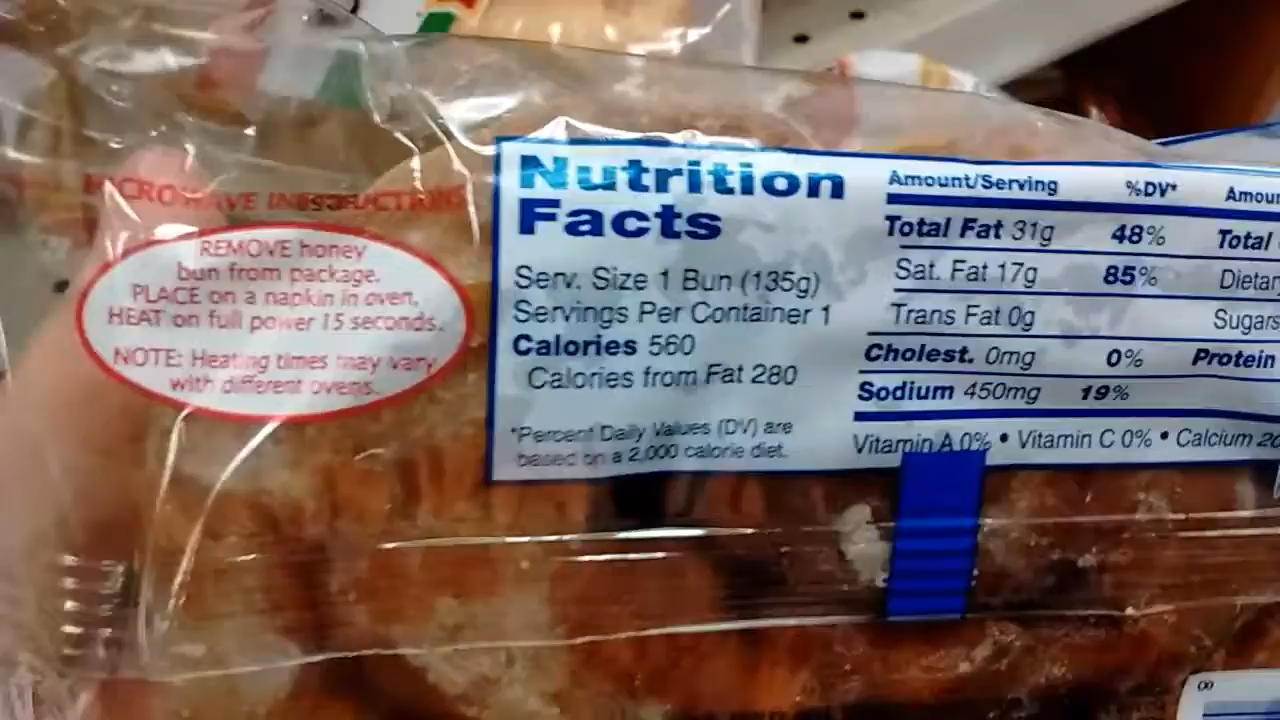 MICROWAVE INSTRUCTIONS
REMOVE honey
bun from package.
PLACE on a napkin in oven,
HEAT on full power 15 seconds.
NOTE: Heating times may vary
with different ovens.
Nutrition
Facts
Serv. Size 1 Bun (135g)
Servings Per Container 1
Calories 560
Calories from Fat 280
*Percent Daily Values (DV) are
based on a 2,000 calorie diet.
Amount/Serving %DV*
Total Fat 31g 48%
Sat. Fat 17g 85%
Trans Fat 0g
Cholest. 0mg 0%
Sodium 450mg 19%
Vitamin A 0% • Vitamin C 0% • Calcium
Amoun
Total
Dietary
Sugars
Protein